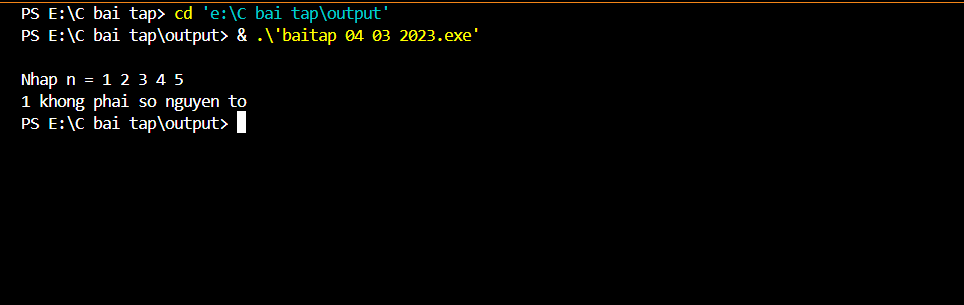 PS E:\C bai tap> cd 'e:\C bai tap\output'
PS E:\C bai tap\output> & .\'baitap 04 03 2023.exe'
Nhap n = 1 2 3 4 5
1 khong phai so nguyen to
PS E:\C bai tap\output>